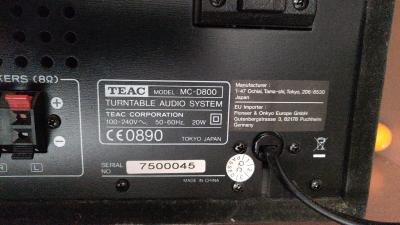 KERS (8Ω)
+
−
R L
TEAC MODEL MC-D800
TURNTABLE AUDIO SYSTEM
TEAC CORPORATION
100-240V~ 50-60Hz 20W
CE0890 TOKYO JAPAN
SERIAL NO 7500045
MADE IN CHINA
Manufacturer :
1-47 Ochiai, Tama-shi, Tokyo, 206-8530
Japan
EU Importer :
Pioneer & Onkyo Europe GmbH
Gutenbergstrasse 3, 82178 Puchheim
Germany